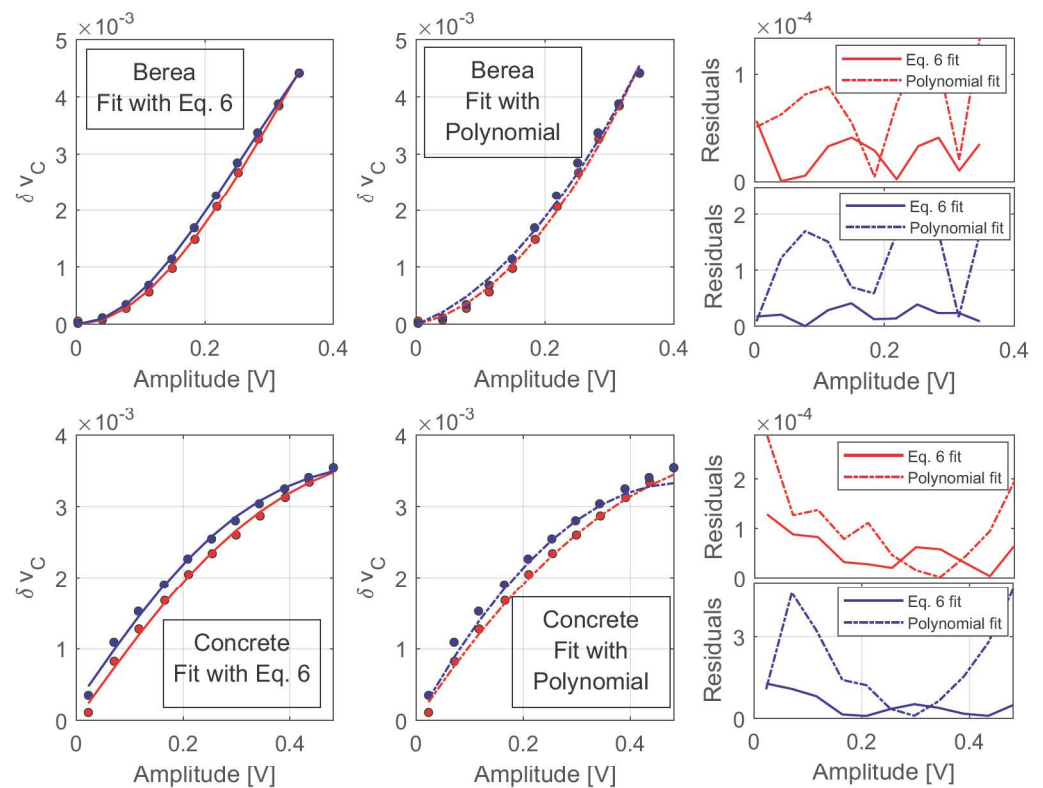 ×10⁻³
5
4
3
2
1
0
Berea
Fit with Eq. 6
δ v_C
0
0.2
0.4
Amplitude [V]
×10⁻³
5
4
3
2
1
0
Berea
Fit with
Polynomial
0
0.2
0.4
Amplitude [V]
×10⁻⁴
1
0
Residuals
Eq. 6 fit
Polynomial fit
2
0
Residuals
Eq. 6 fit
Polynomial fit
0
0.2
0.4
Amplitude [V]
×10⁻³
4
3
2
1
0
δ v_C
Concrete
Fit with Eq. 6
0
0.2
0.4
Amplitude [V]
×10⁻³
4
3
2
1
0
Concrete
Fit with
Polynomial
0
0.2
0.4
Amplitude [V]
×10⁻⁴
2
0
Residuals
Eq. 6 fit
Polynomial fit
3
0
Residuals
Eq. 6 fit
Polynomial fit
0
0.2
0.4
Amplitude [V]